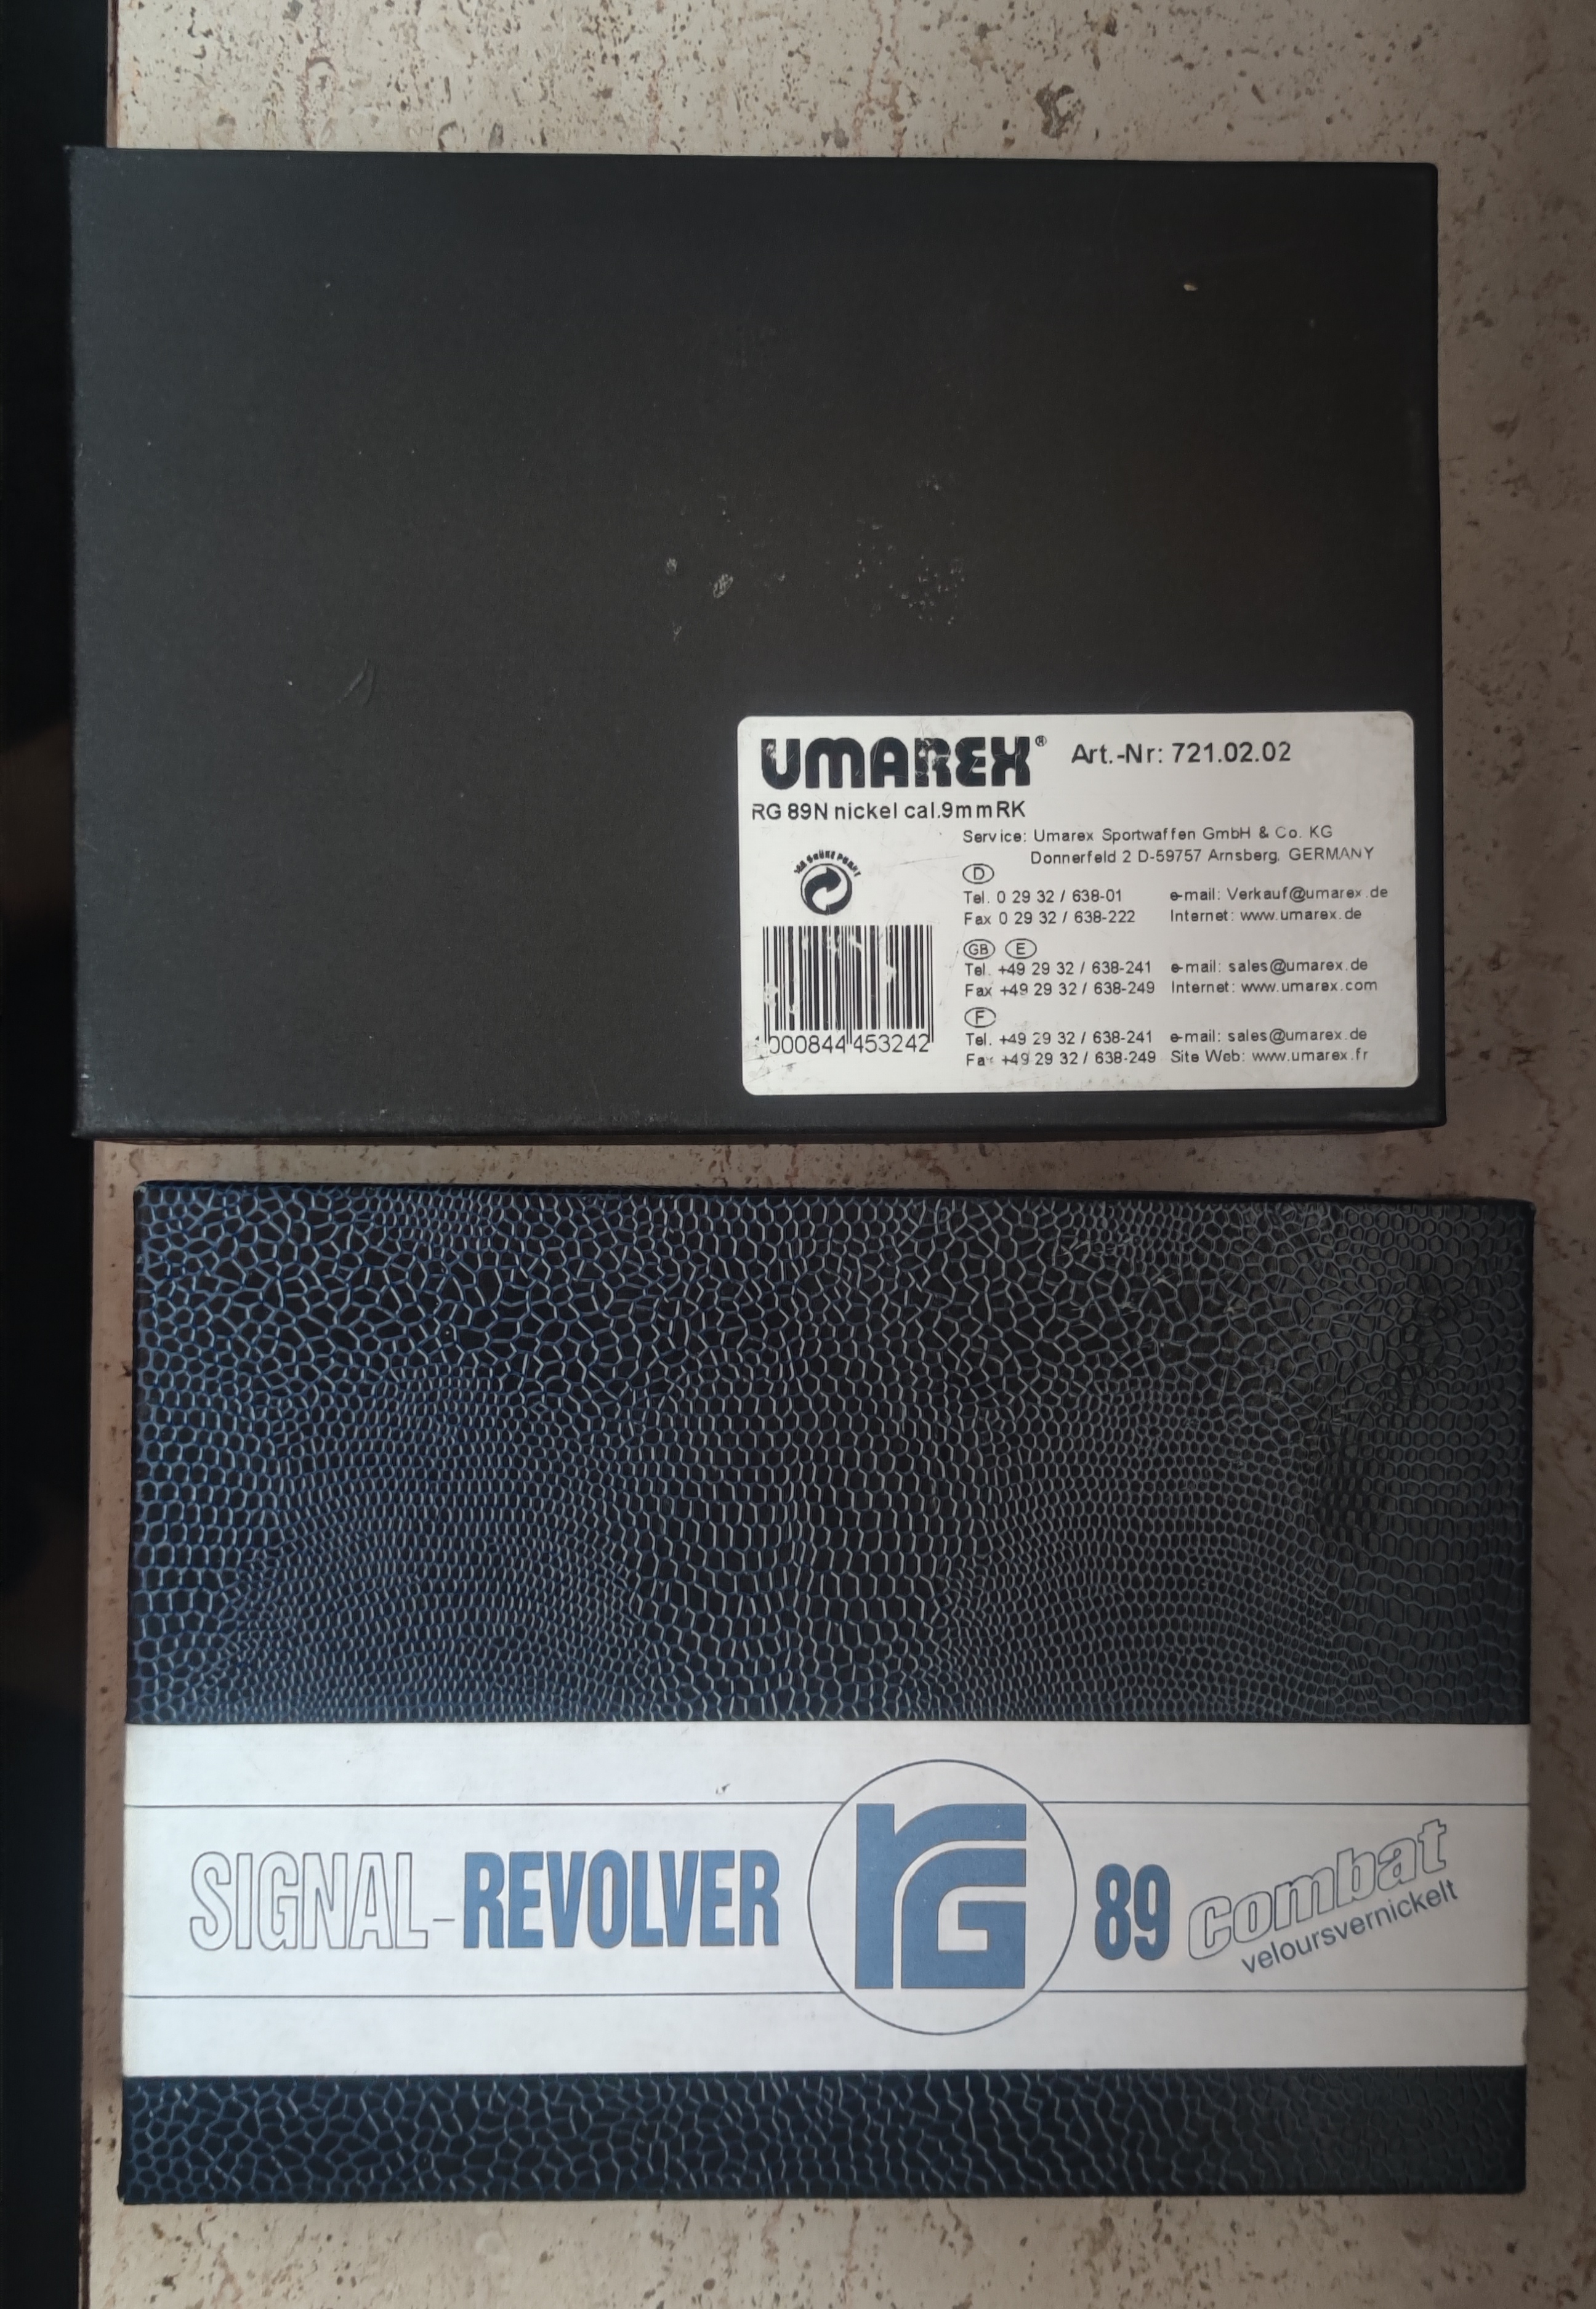 UMAREX® Art.-Nr: 721.02.02
RG 89N nickel cal.9mmRK
Service: Umarex Sportwaffen GmbH & Co. KG
Donnerfeld 2 D-59757 Arnsberg. GERMANY
D
Tel. 0 29 32 / 638-01 e-mail: Verkauf@umarex.de
Fax 0 29 32 / 638-222 Internet: www.umarex.de
GB E
Tel. +49 29 32 / 638-241 e-mail: sales@umarex.de
Fax +49 29 32 / 638-249 Internet: www.umarex.com
F
Tel. +49 29 32 / 638-241 e-mail: sales@umarex.de
Fax +49 29 32 / 638-249 Site Web: www.umarex.fr
000844 453242
SIGNAL-REVOLVER RG 89 Combat
veloursvernickelt